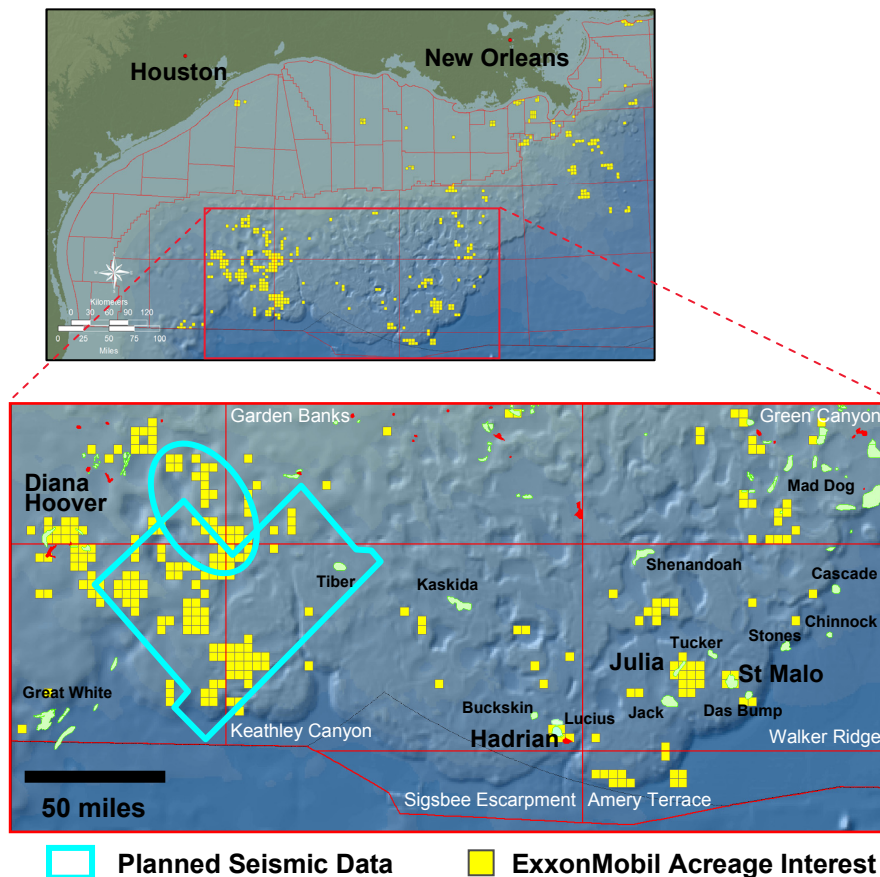 New Orleans
Houston
Kilometers
0 30 60 90 120
0 25 50 75 100
Miles
Garden Banks
Green Canyon
Diana
Hoover
Mad Dog
Tiber
Kaskida
Shenandoah
Cascade
Chinnock
Stones
Tucker
Julia
St Malo
Great White
Buckskin
Lucius
Jack
Das Bump
Hadrian
Keathley Canyon
Walker Ridge
50 miles
Sigsbee Escarpment
Amery Terrace
Planned Seismic Data
ExxonMobil Acreage Interest